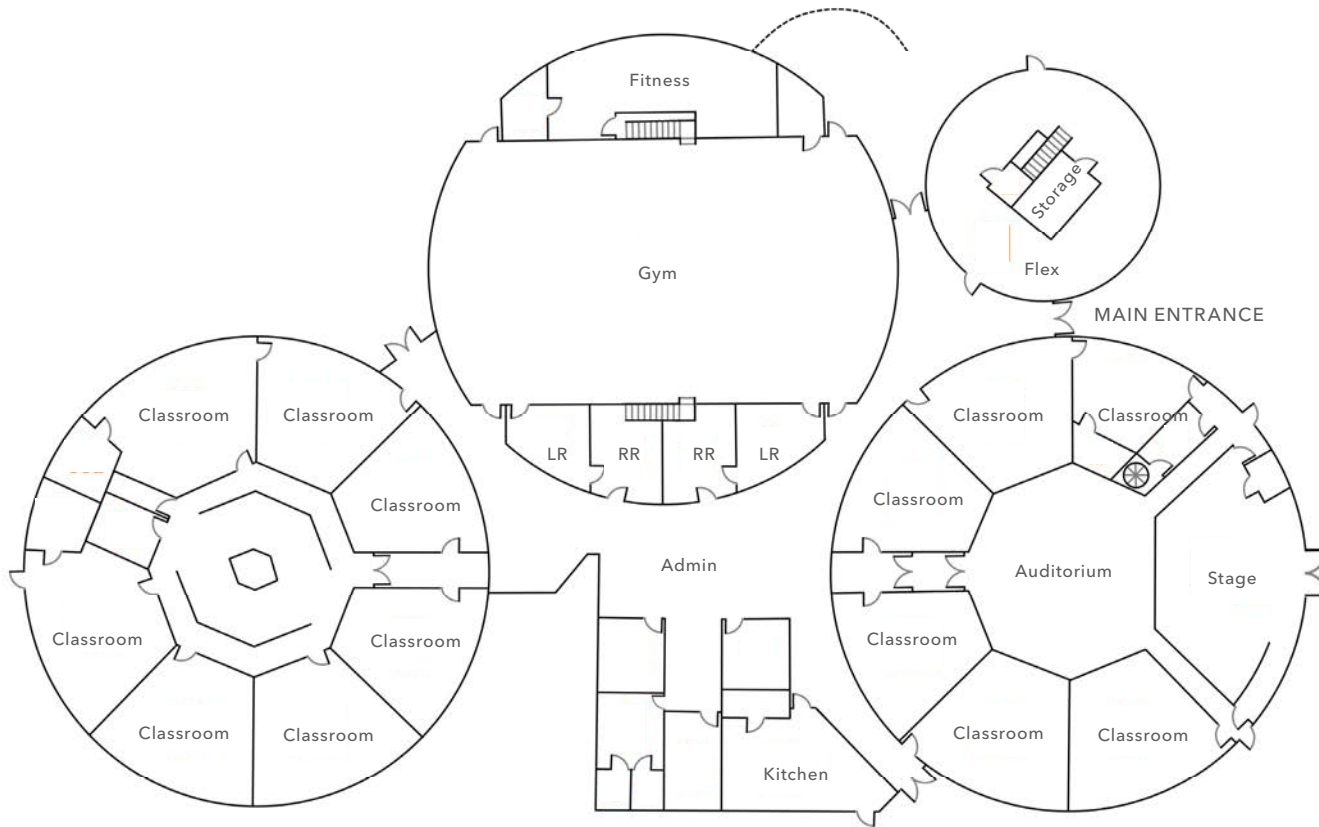 Fitness
Storage
Gym
Flex
MAIN ENTRANCE
Classroom
Classroom
Classroom
Classroom
LR
RR
RR
LR
Classroom
Classroom
Admin
Auditorium
Stage
Classroom
Classroom
Classroom
Classroom
Classroom
Classroom
Classroom
Kitchen